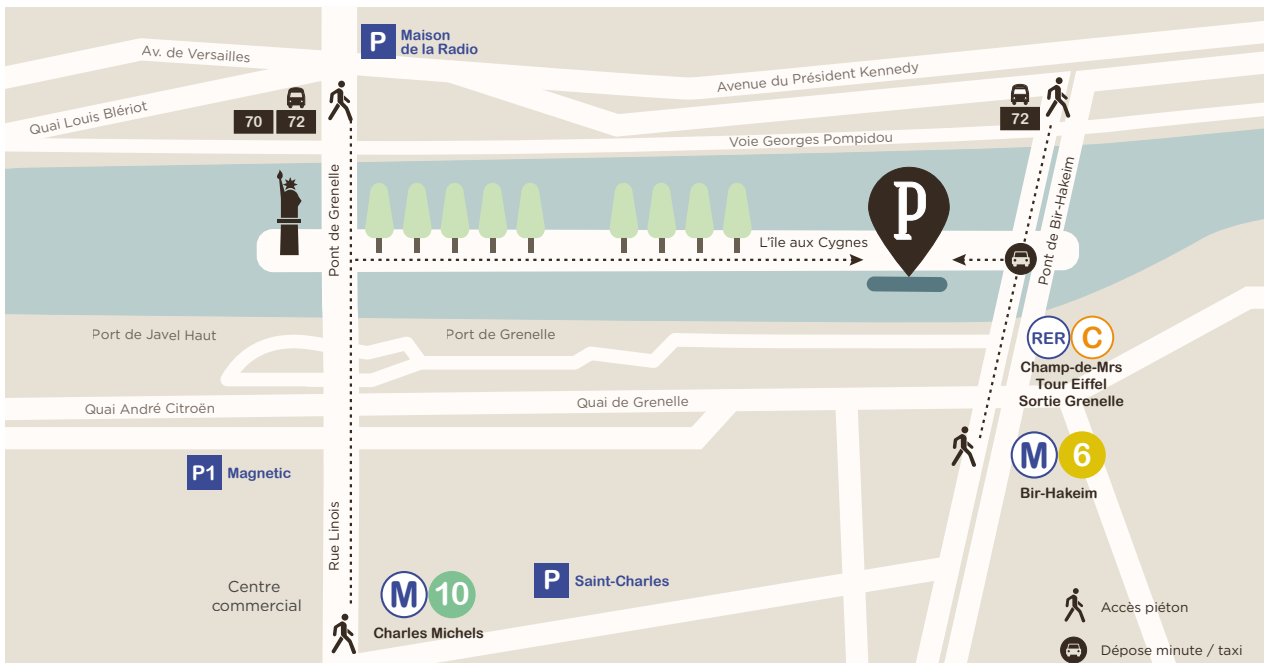 P
Maison
de la Radio
Av. de Versailles
Avenue du Président Kennedy
Quai Louis Blériot
70
72
72
Voie Georges Pompidou
Pont de Grenelle
Pont de Bir-Hakeim
P
L'île aux Cygnes
Port de Javel Haut
Port de Grenelle
RER C
Champ-de-Mrs
Tour Eiffel
Sortie Grenelle
Quai André Citroën
Quai de Grenelle
M 6
Bir-Hakeim
P1 Magnetic
Rue Linois
P Saint-Charles
Centre
commercial
M 10
Charles Michels
Accès piéton
Dépose minute / taxi